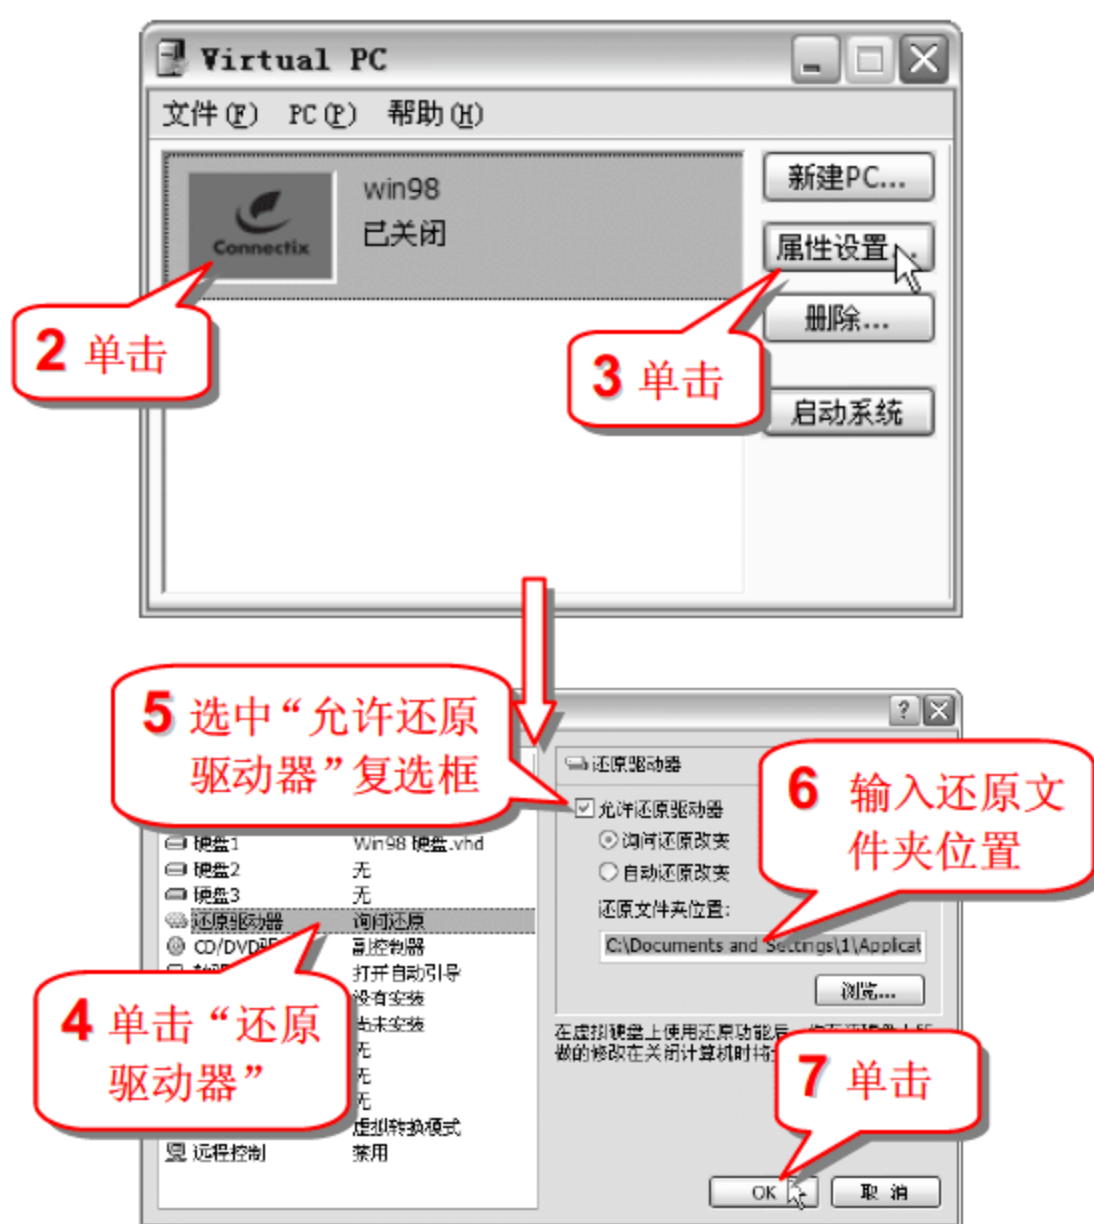 Virtual PC
文件(F) PC(P) 帮助(H)
win98
已关闭
Connectix
新建PC...
属性设置...
删除...
启动系统
2 单击
3 单击
5 选中“允许还原
驱动器”复选框
还原驱动器
6 输入还原文
件夹位置
允许还原驱动器
询问还原改变
自动还原改变
还原文件夹位置:
C:\Documents and Settings\1\Applicat
浏览...
硬盘1 Win98 硬盘.vhd
硬盘2 无
硬盘3 无
还原驱动器 询问还原
CD/DVD 副控制器
打开自动引导
没有安装
尚未安装
无
无
无
虚拟转换模式
远程控制 禁用
4 单击“还原
驱动器”
在虚拟硬盘上使用还原功能后
做的修改在关闭计算机时将
7 单击
OK
取消